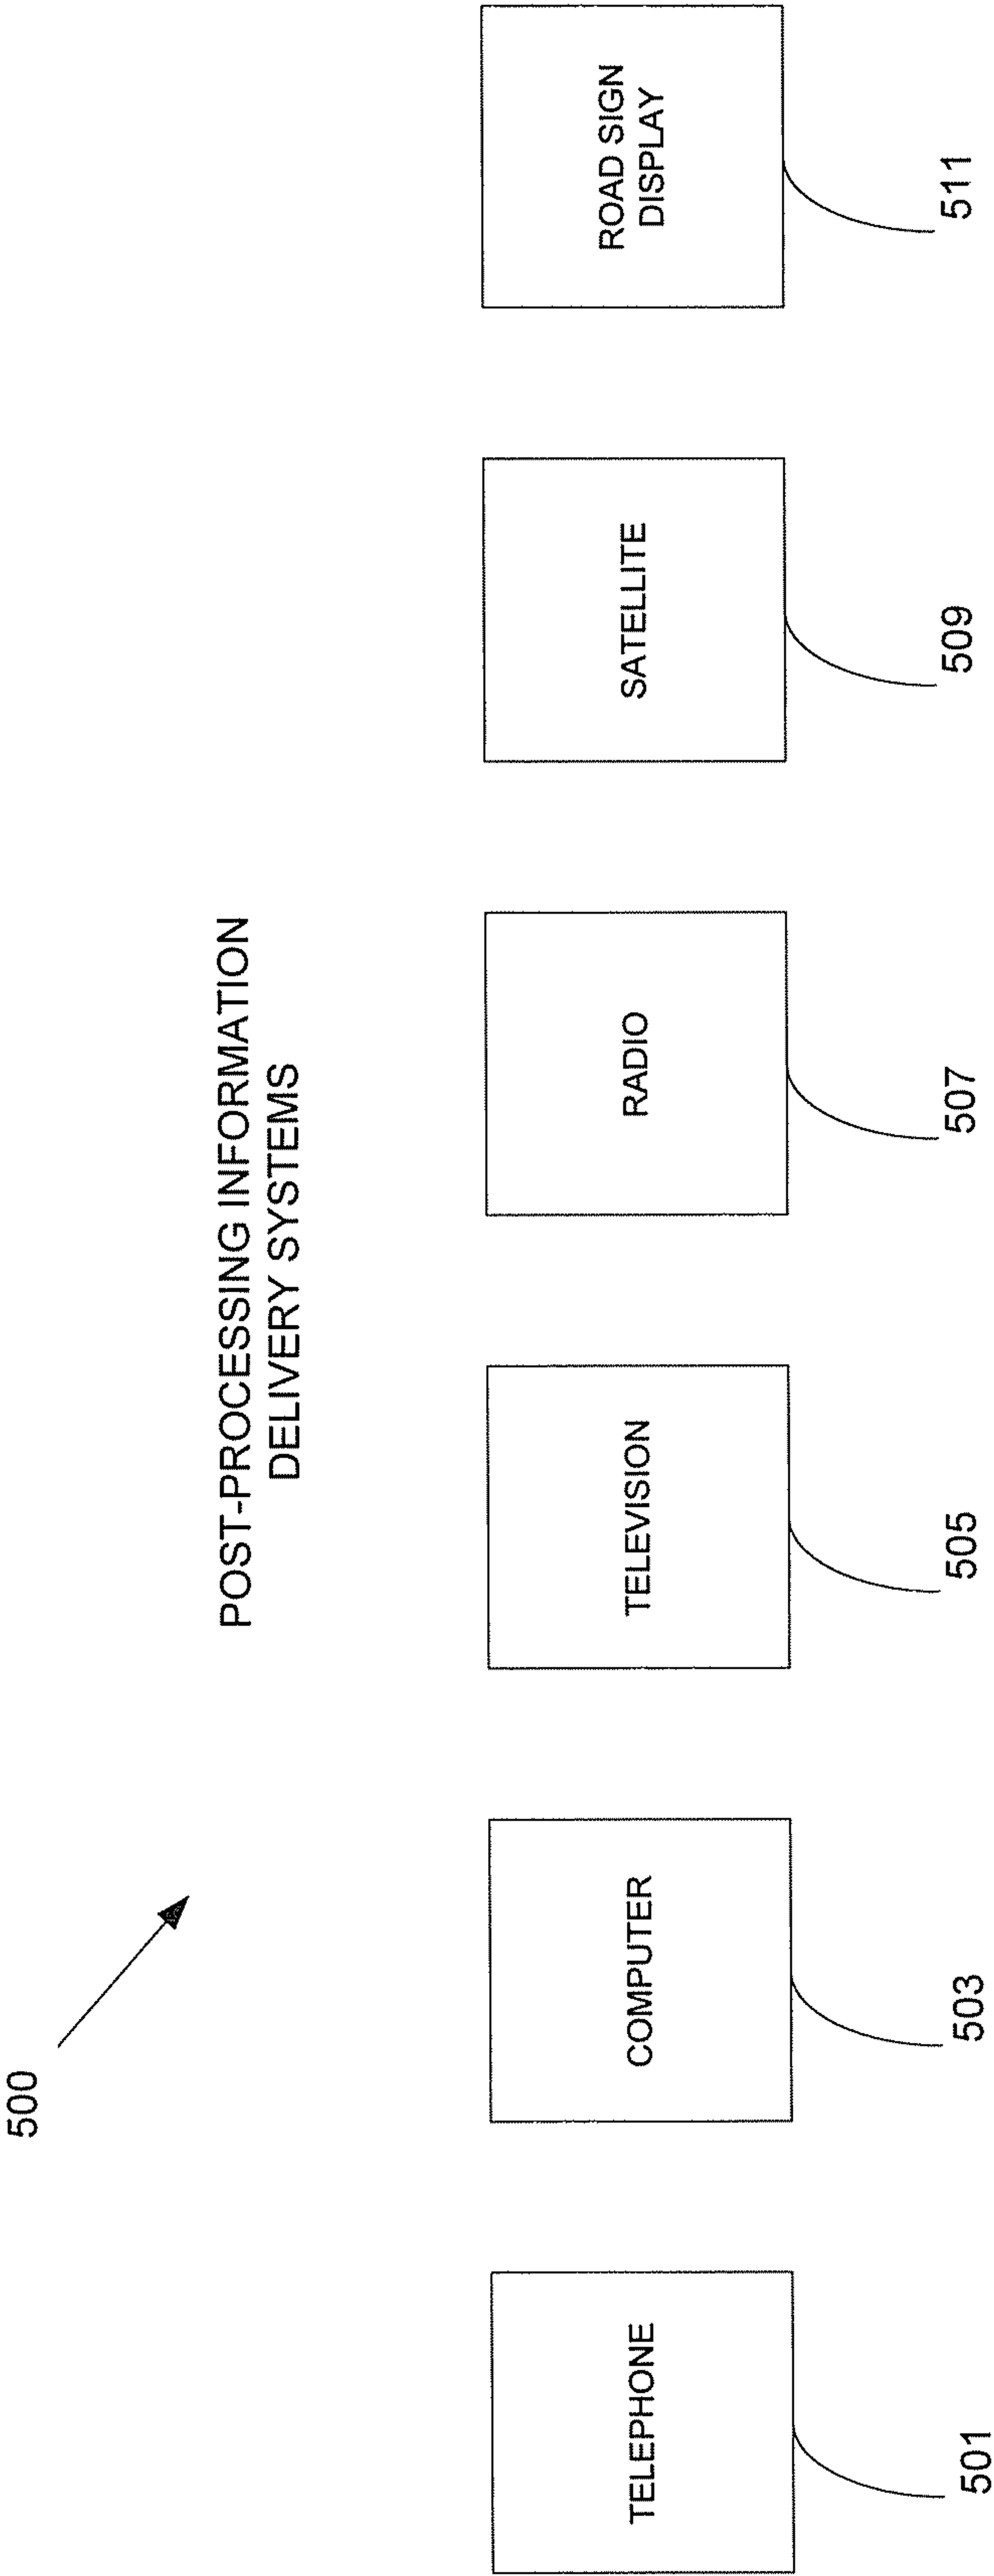 500
POST-PROCESSING INFORMATION
DELIVERY SYSTEMS
TELEPHONE
COMPUTER
TELEVISION
RADIO
SATELLITE
ROAD SIGN
DISPLAY
501
503
505
507
509
511